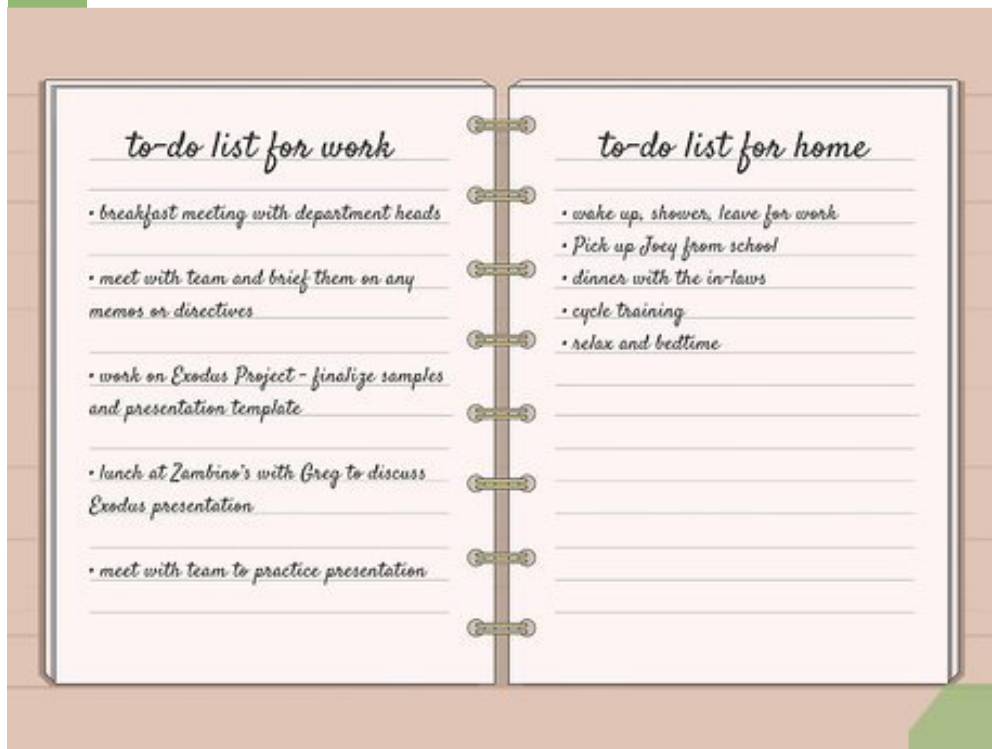 to-do list for work
• breakfast meeting with department heads
• meet with team and brief them on any
memos or directives
• work on Exodus Project - finalize samples
and presentation template
• lunch at Zambino's with Greg to discuss
Exodus presentation
• meet with team to practice presentation
to-do list for home
• wake up, shower, leave for work
• Pick up Joey from school
• dinner with the in-laws
• cycle training
• relax and bedtime